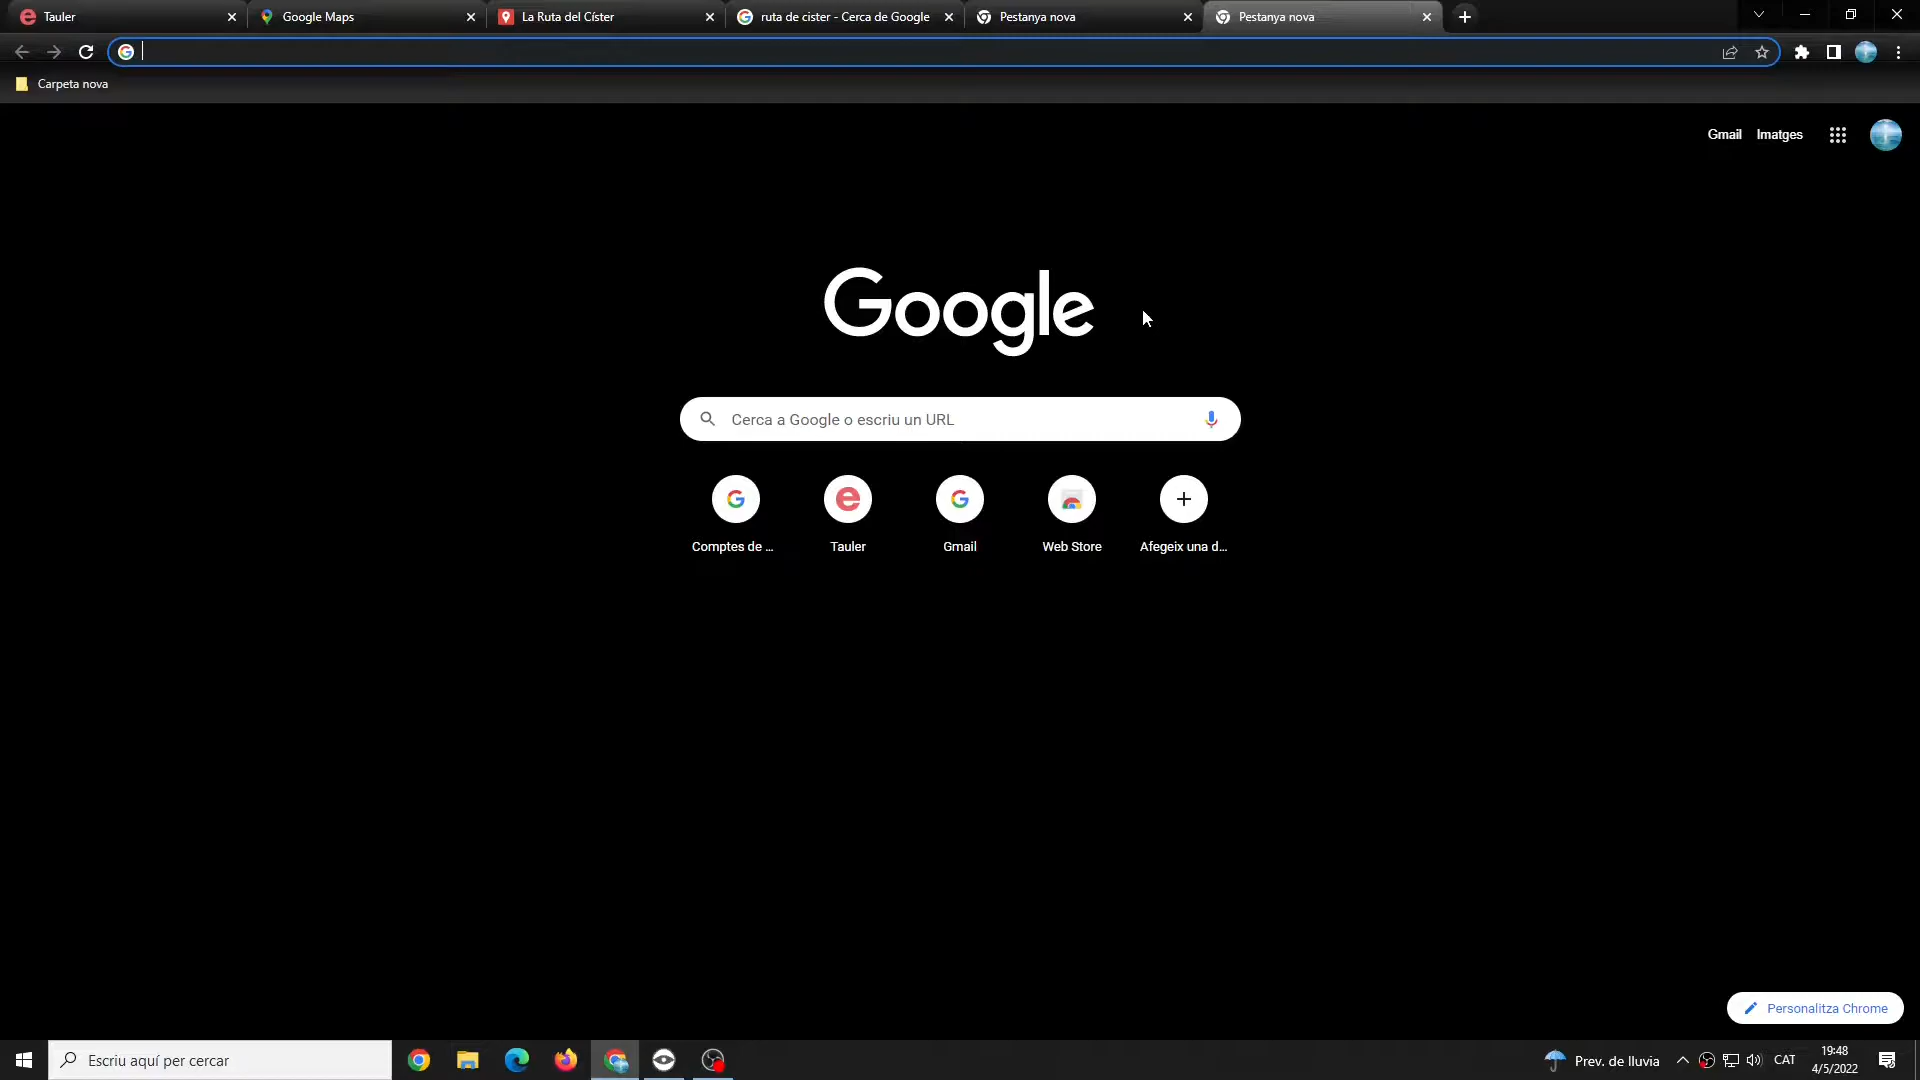 Tauler
Google Maps
La Ruta del Císter
ruta de cister - Cerca de Google
Pestanya nova
Pestanya nova
Carpeta nova
Gmail
Imatges
Google
Cerca a Google o escriu un URL
Comptes de ...
Tauler
Gmail
Web Store
Afegeix una d...
Personalitza Chrome
Escriu aquí per cercar
Prev. de lluvia
CAT
19:48
4/5/2022